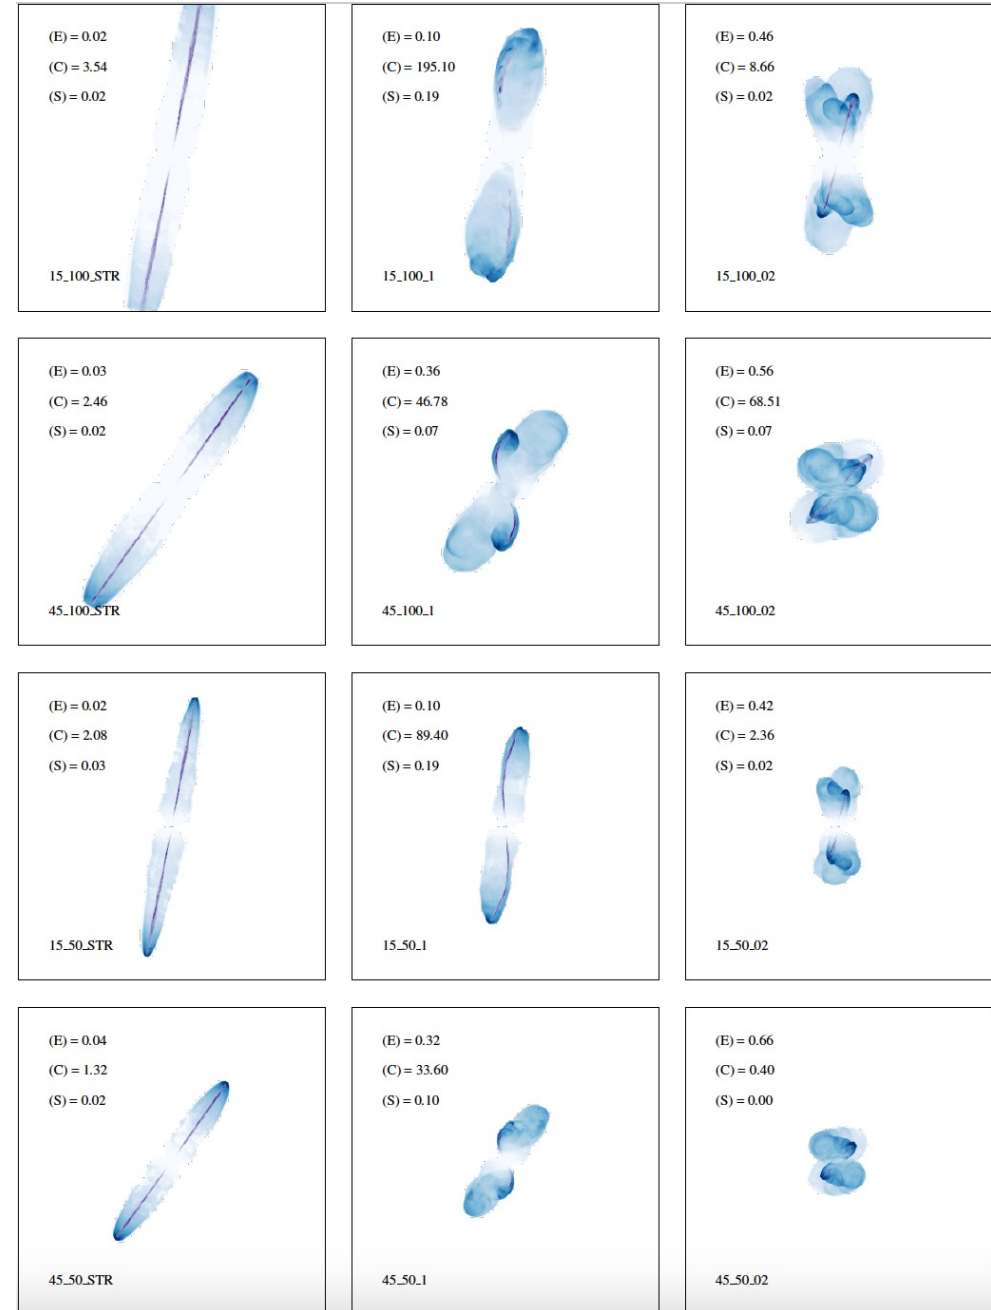 (E) = 0.02
(C) = 3.54
(S) = 0.02
15_100_STR
(E) = 0.10
(C) = 195.10
(S) = 0.19
15_100_1
(E) = 0.46
(C) = 8.66
(S) = 0.02
15_100_02
(E) = 0.03
(C) = 2.46
(S) = 0.02
45_100_STR
(E) = 0.36
(C) = 46.78
(S) = 0.07
45_100_1
(E) = 0.56
(C) = 68.51
(S) = 0.07
45_100_02
(E) = 0.02
(C) = 2.08
(S) = 0.03
15_50_STR
(E) = 0.10
(C) = 89.40
(S) = 0.19
15_50_1
(E) = 0.42
(C) = 2.36
(S) = 0.02
15_50_02
(E) = 0.04
(C) = 1.32
(S) = 0.02
45_50_STR
(E) = 0.32
(C) = 33.60
(S) = 0.10
45_50_1
(E) = 0.66
(C) = 0.40
(S) = 0.00
45_50_02